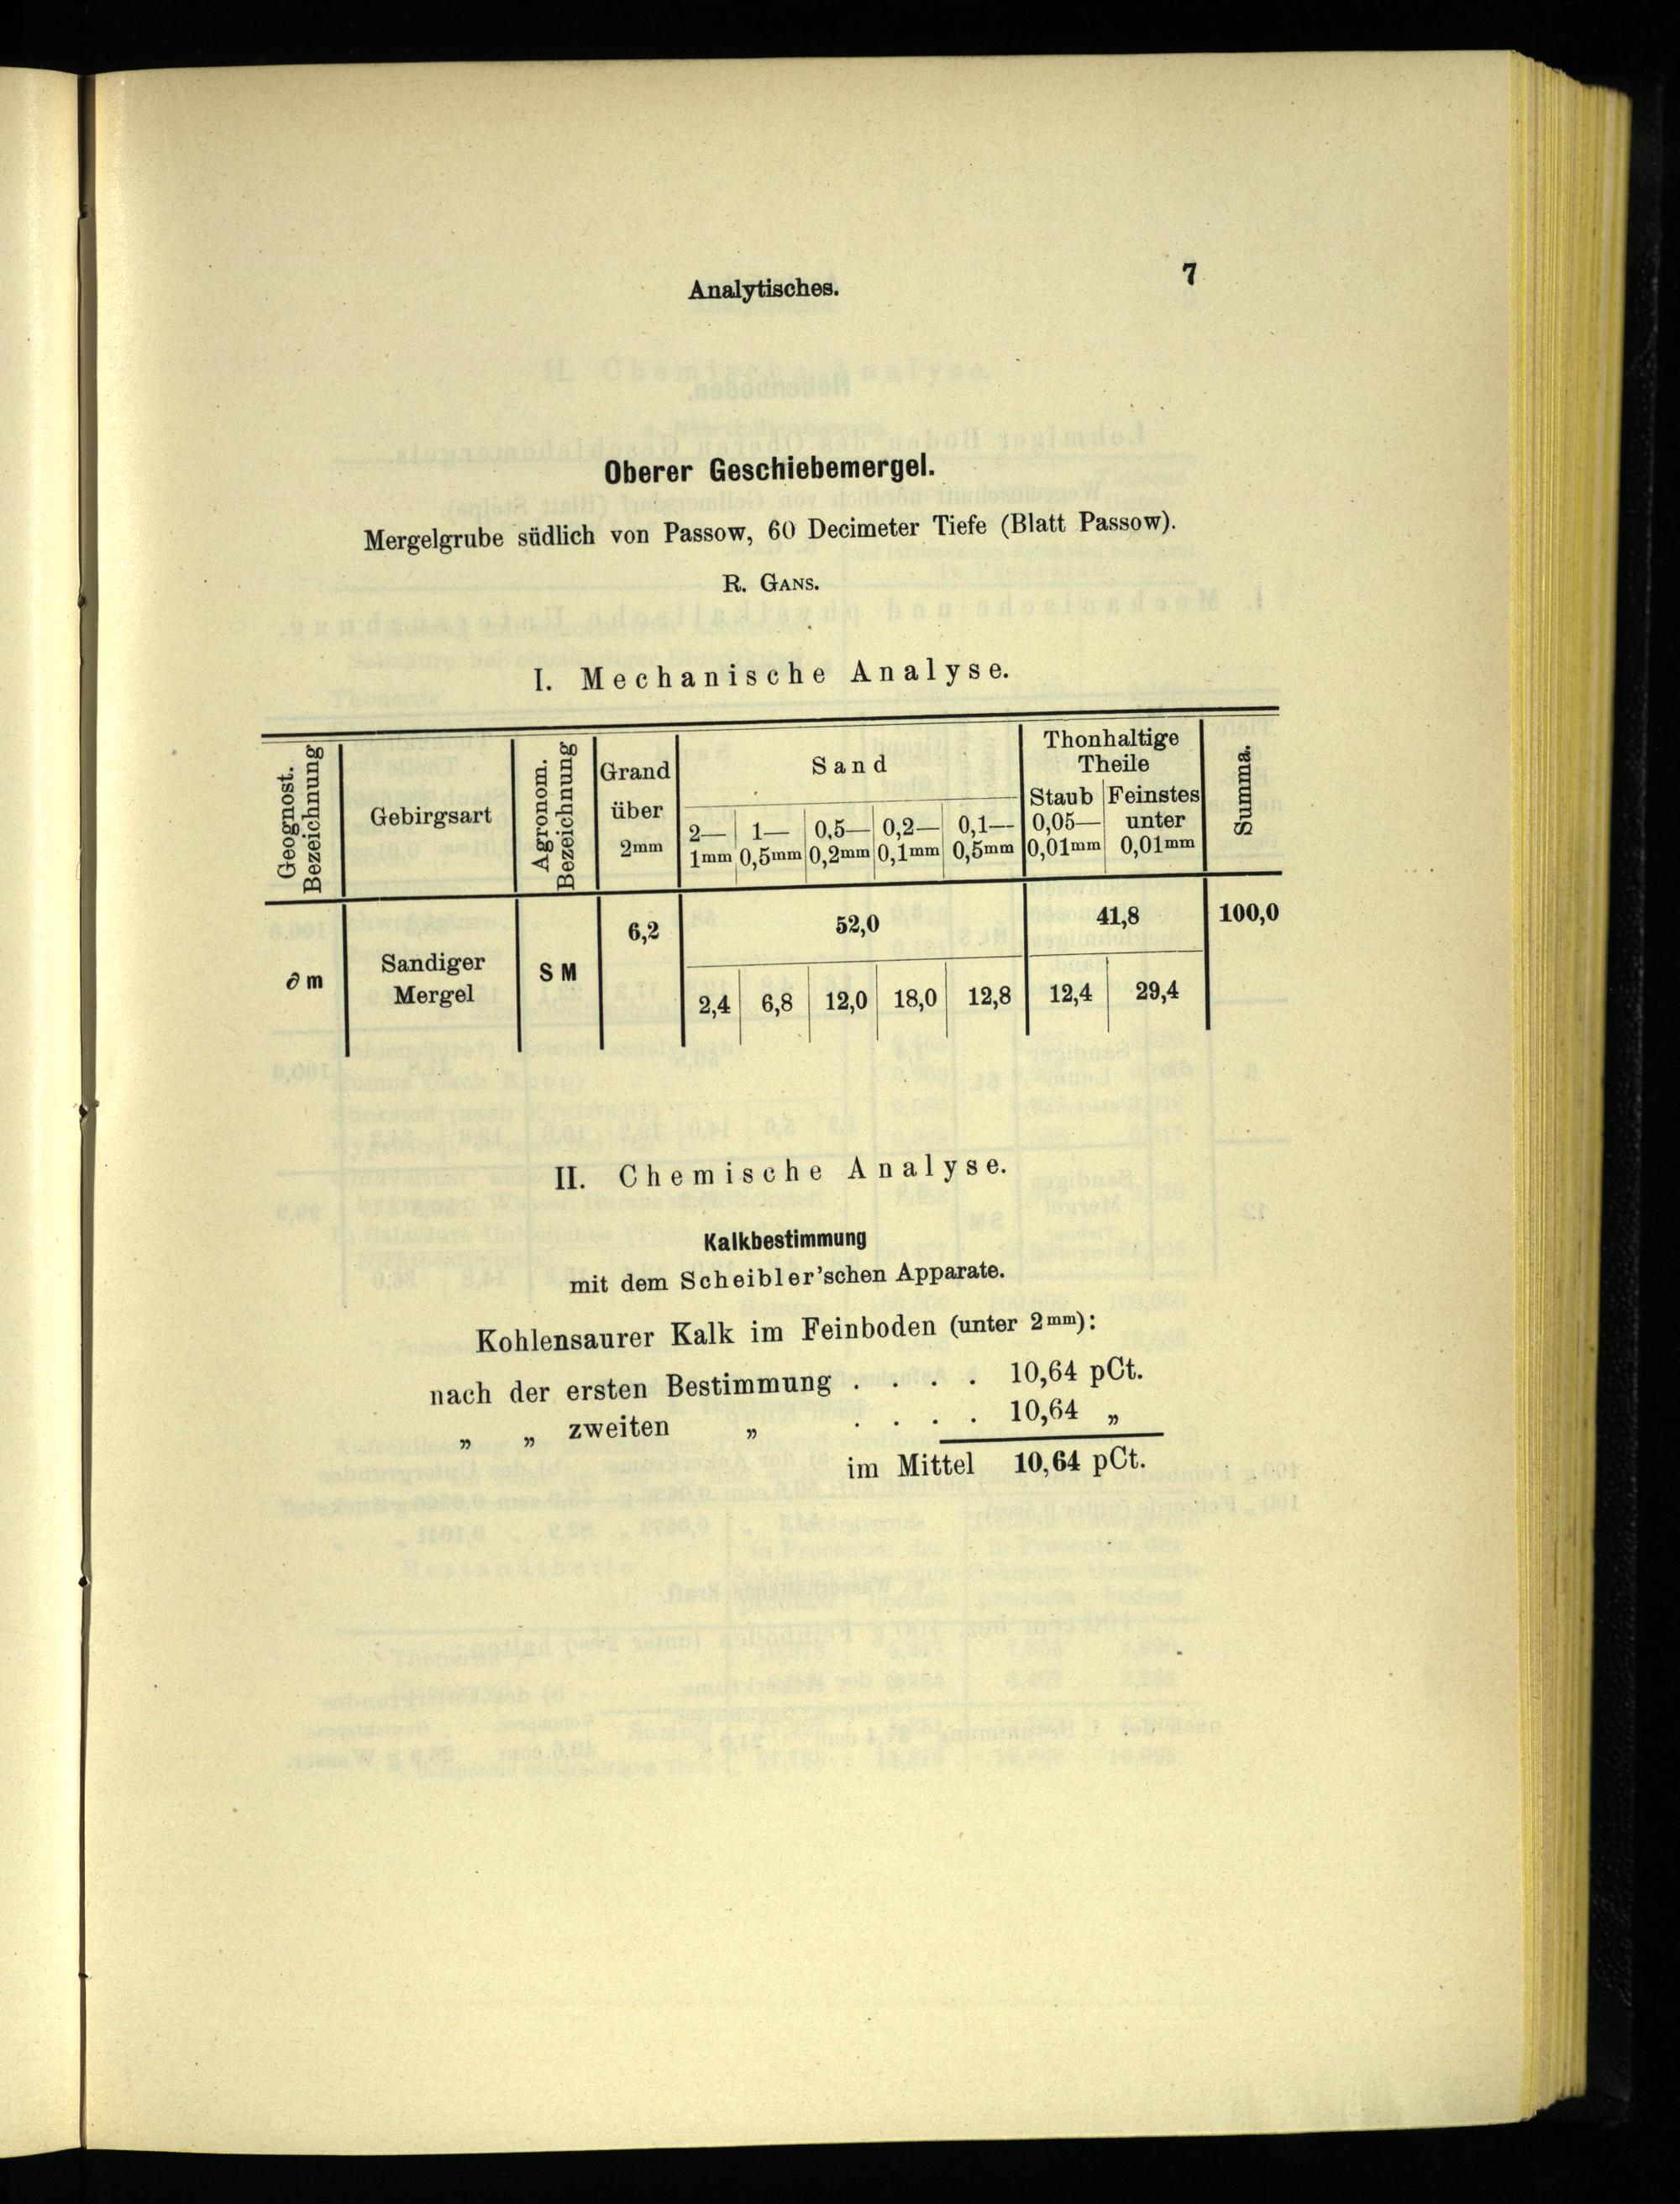 Analytisches.
7
Oberer Geschiebemergel.
Mergelgrube südlich von Passow, 60 Decimeter Tiefe (Blatt Passow).
R. GANS.
I. Mechanische Analyse.
Geognost. Bezeichnung
Gebirgsart
Agronom. Bezeichnung
Grand über 2mm
Sand
2— 1mm
1— 0,5mm
0,5— 0,2mm
0,2— 0,1mm
0,1— 0,5mm
Thonhaltige Theile
Staub 0,05— 0,01mm
Feinstes unter 0,01mm
Summa.
∂m
Sandiger Mergel
SM
6,2
52,0
41,8
100,0
2,4 6,8 12,0 18,0 12,8 12,4 29,4
II. Chemische Analyse.
Kalkbestimmung
mit dem Scheibler'schen Apparate.
Kohlensaurer Kalk im Feinboden (unter 2mm):
nach der ersten Bestimmung . . . . 10,64 pCt.
„ „ zweiten „ . . . . 10,64 „
im Mittel 10,64 pCt.